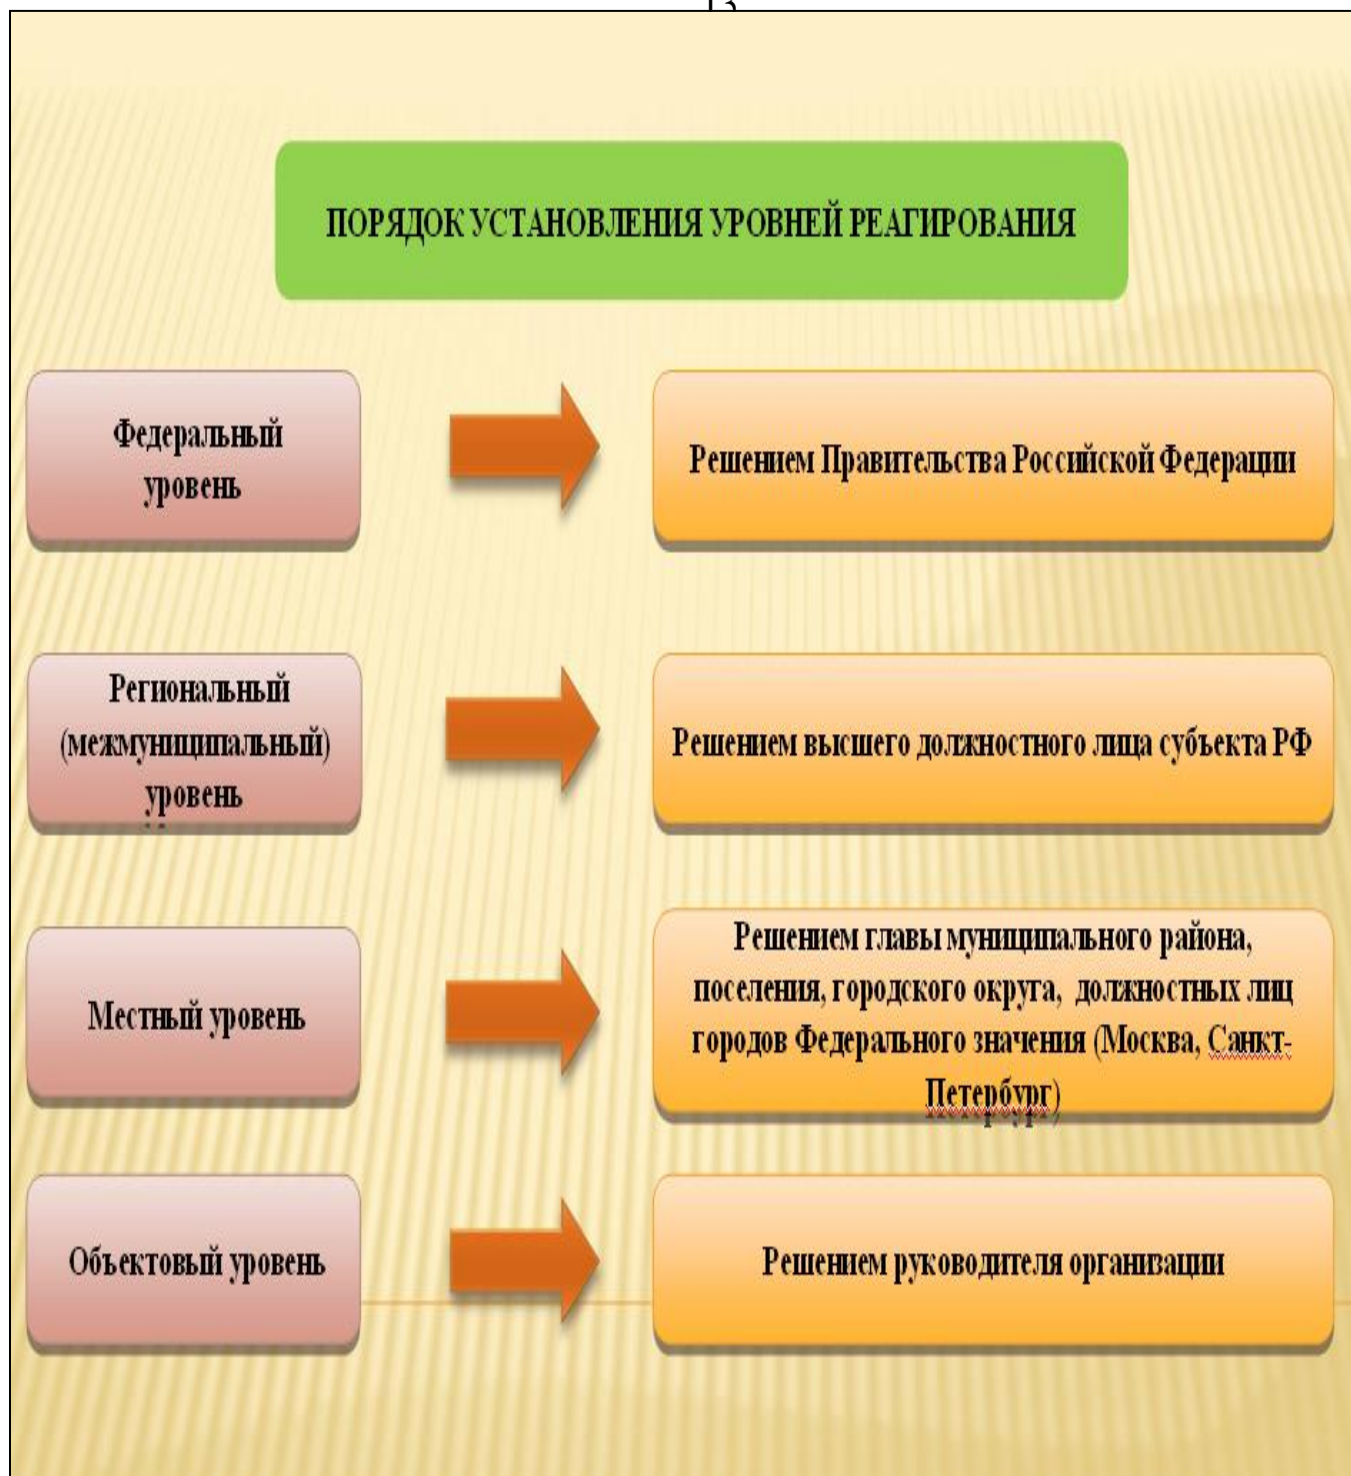 13
ПОРЯДОК УСТАНОВЛЕНИЯ УРОВНЕЙ РЕАГИРОВАНИЯ
Федеральный
уровень
Решением Правительства Российской Федерации
Региональный
(межмуниципальный)
уровень
Решением высшего должностного лица субъекта РФ
Местный уровень
Решением главы муниципального района,
поселения, городского округа, должностных лиц
городов Федерального значения (Москва, Санкт-
Петербург)
Объектовый уровень
Решением руководителя организации